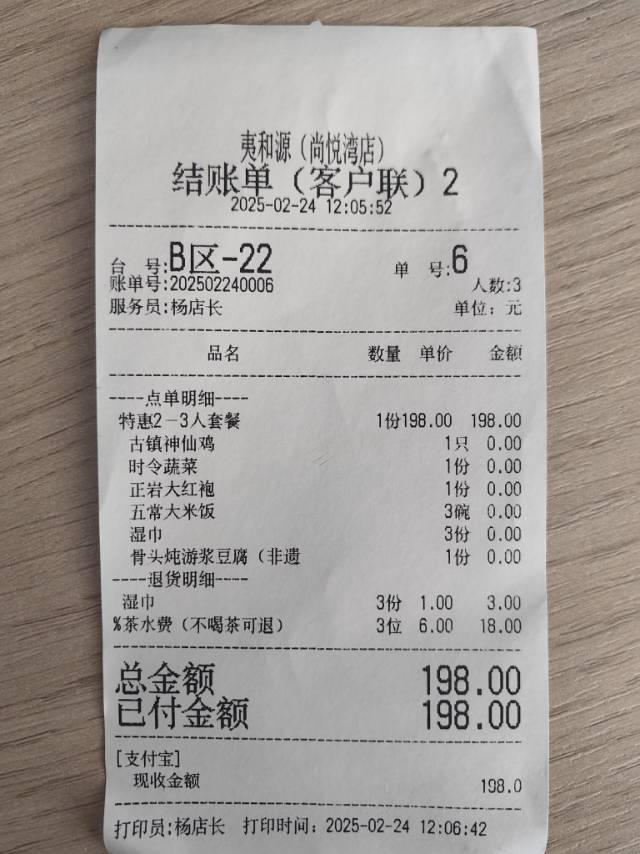 夷和源（尚悦湾店）
结账单（客户联）2
2025-02-24 12:05:52
台 号:B区-22 单 号:6
账单号:202502240006 人数:3
服务员:杨店长 单位：元
品名 数量 单价 金额
----点单明细----
特惠2-3人套餐 1份198.00 198.00
古镇神仙鸡 1只 0.00
时令蔬菜 1份 0.00
正岩大红袍 1份 0.00
五常大米饭 3碗 0.00
湿巾 3份 0.00
骨头炖游浆豆腐（非遗 1份 0.00
----退货明细----
湿巾 3份 1.00 3.00
%茶水费（不喝茶可退） 3位 6.00 18.00
总金额 198.00
已付金额 198.00
[支付宝]
现收金额 198.0
打印员:杨店长 打印时间：2025-02-24 12:06:42